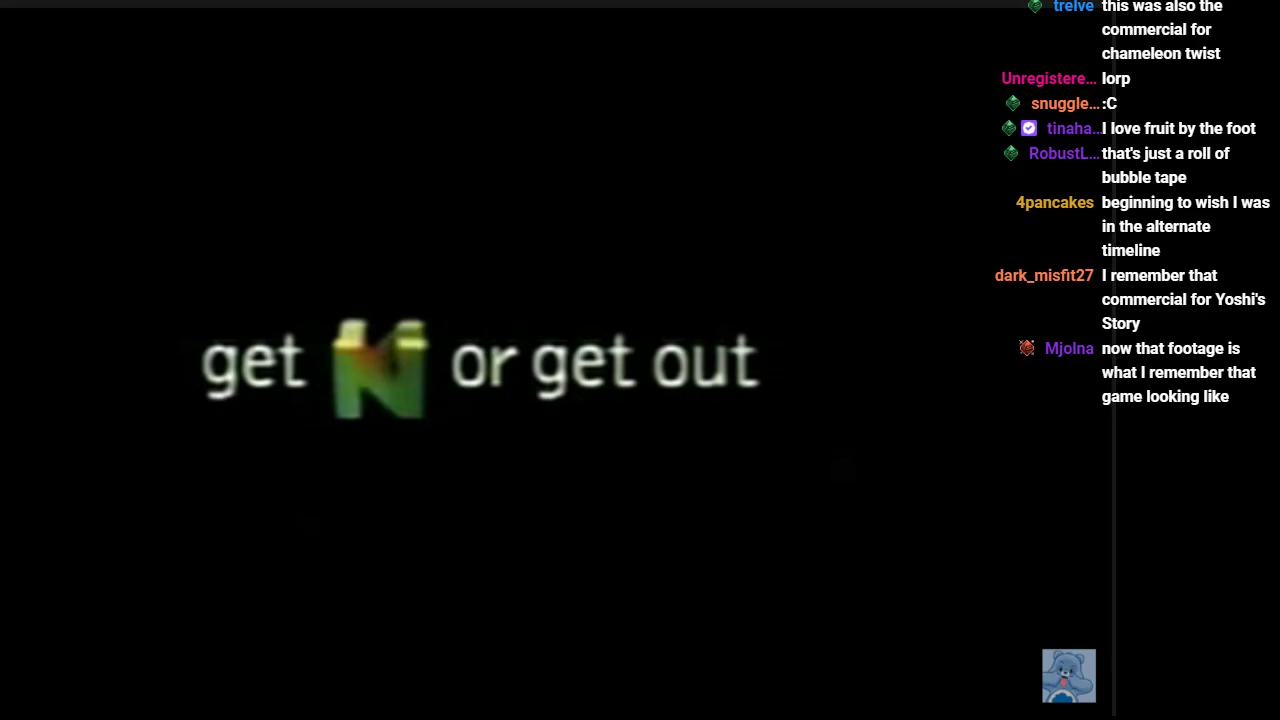 get N or get out
trelve this was also the
commercial for
chameleon twist
Unregistere… lorp
snuggle… :C
tinaha… I love fruit by the foot
RobustL… that's just a roll of
bubble tape
4pancakes beginning to wish I was
in the alternate
timeline
dark_misfit27 I remember that
commercial for Yoshi's
Story
Mjolna now that footage is
what I remember that
game looking like